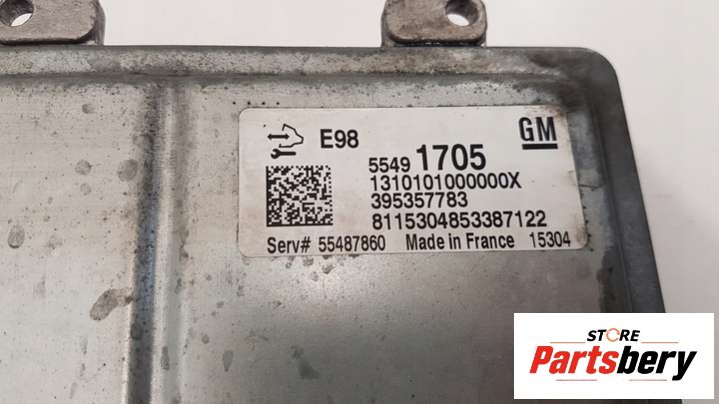 E98 GM
5549 1705
1310101000000X
395357783
8115304853387122
Serv# 55487860 Made in France 15304
STORE
Partsbery